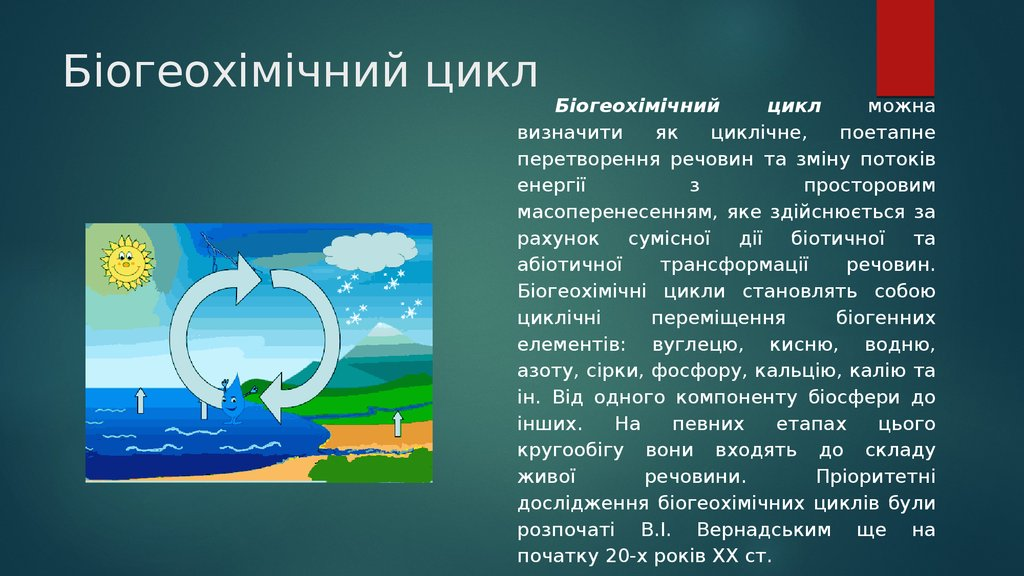 Біогеохімічний цикл
Біогеохімічний цикл можна
визначити як циклічне, поетапне
перетворення речовин та зміну потоків
енергії з просторовим
масоперенесенням, яке здійснюється за
рахунок сумісної дії біотичної та
абіотичної трансформації речовин.
Біогеохімічні цикли становлять собою
циклічні переміщення біогенних
елементів: вуглецю, кисню, водню,
азоту, сірки, фосфору, кальцію, калію та
ін. Від одного компоненту біосфери до
інших. На певних етапах цього
кругообігу вони входять до складу
живої речовини. Пріоритетні
дослідження біогеохімічних циклів були
розпочаті В.І. Вернадським ще на
початку 20-х років ХХ ст.